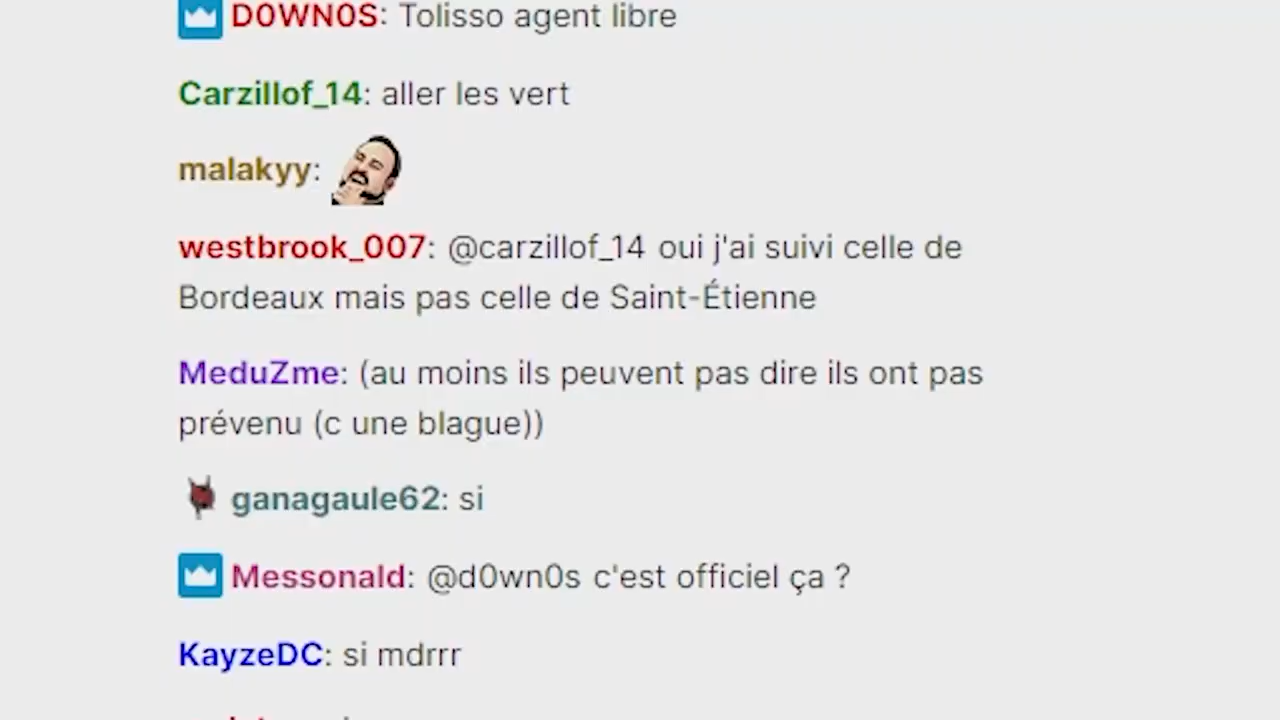 D0WN0S: Tolisso agent libre
Carzillof_14: aller les vert
malakyy:
westbrook_007: @carzillof_14 oui j'ai suivi celle de
Bordeaux mais pas celle de Saint-Étienne
MeduZme: (au moins ils peuvent pas dire ils ont pas
prévenu (c une blague))
ganagaule62: si
Messonald: @d0wn0s c'est officiel ça ?
KayzeDC: si mdrrr